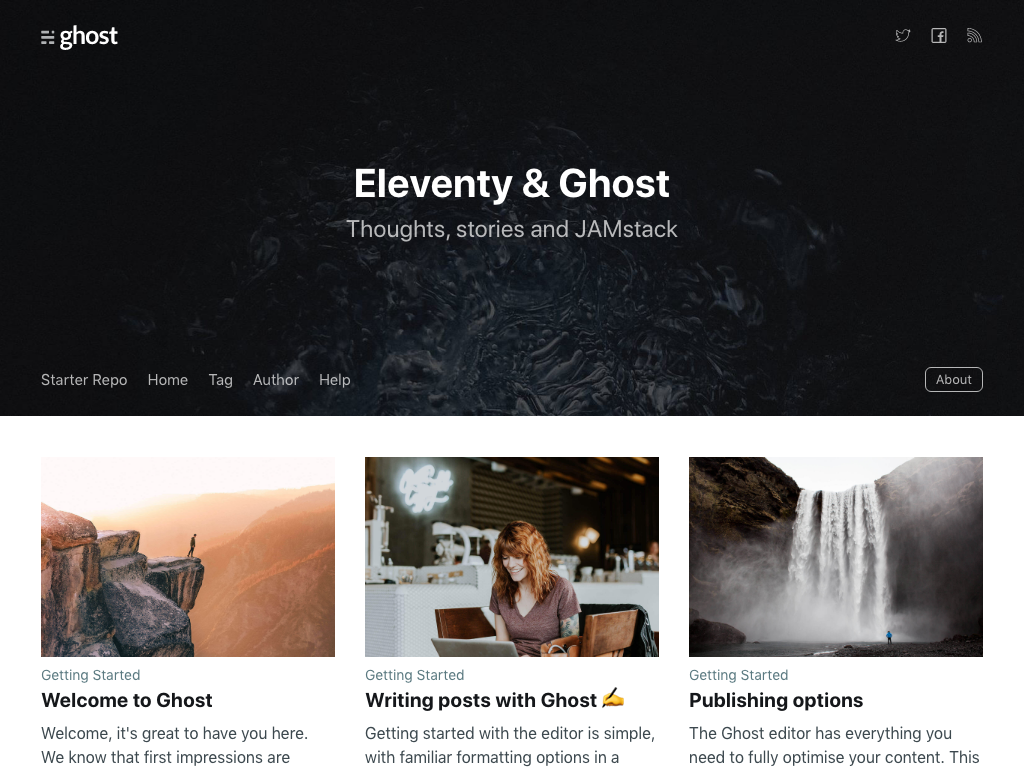 ghost
Eleventy & Ghost
Thoughts, stories and JAMstack
Starter Repo Home Tag Author Help About
Getting Started
Welcome to Ghost
Welcome, it's great to have you here.
We know that first impressions are
Getting Started
Writing posts with Ghost ✍️
Getting started with the editor is simple,
with familiar formatting options in a
Getting Started
Publishing options
The Ghost editor has everything you
need to fully optimise your content. This